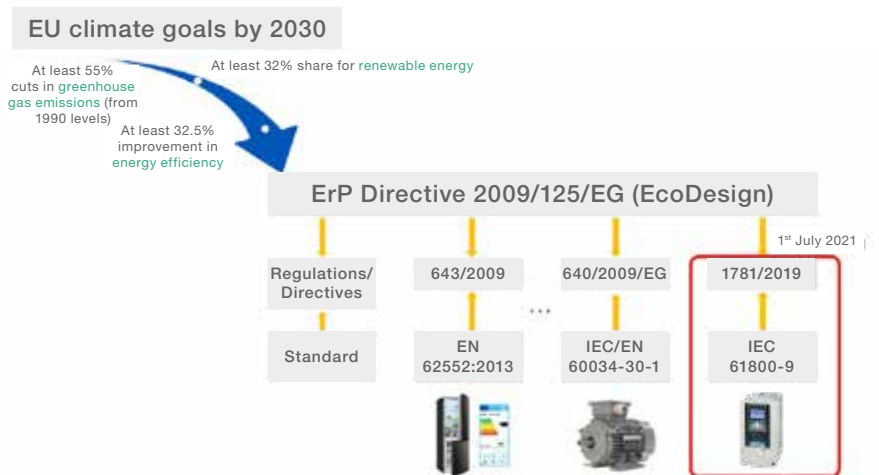 EU climate goals by 2030
At least 55%
cuts in greenhouse
gas emissions (from
1990 levels)
At least 32% share for renewable energy
At least 32.5%
improvement in
energy efficiency
ErP Directive 2009/125/EG (EcoDesign)
1st July 2021
Regulations/
Directives
643/2009
640/2009/EG
1781/2019
...
Standard
EN
62552:2013
IEC/EN
60034-30-1
IEC
61800-9